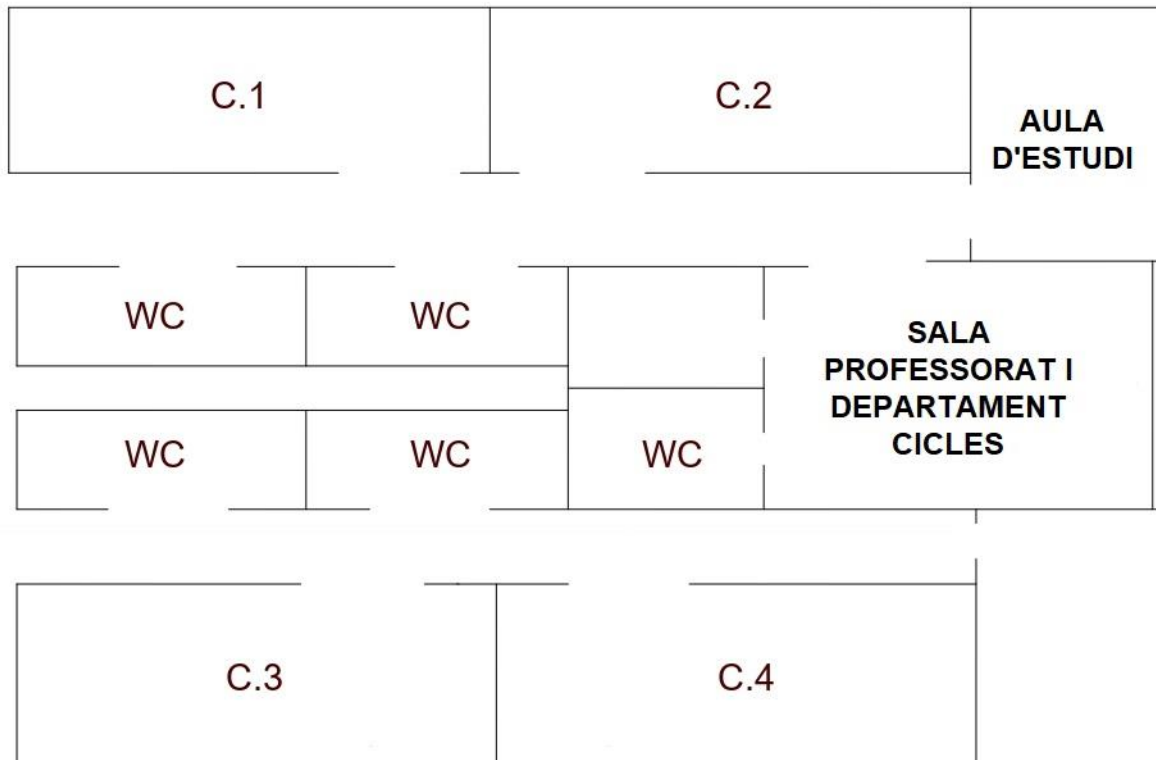 C.1
C.2
AULA
D'ESTUDI
WC
WC
SALA
PROFESSORAT I
DEPARTAMENT
CICLES
WC
WC
WC
C.3
C.4